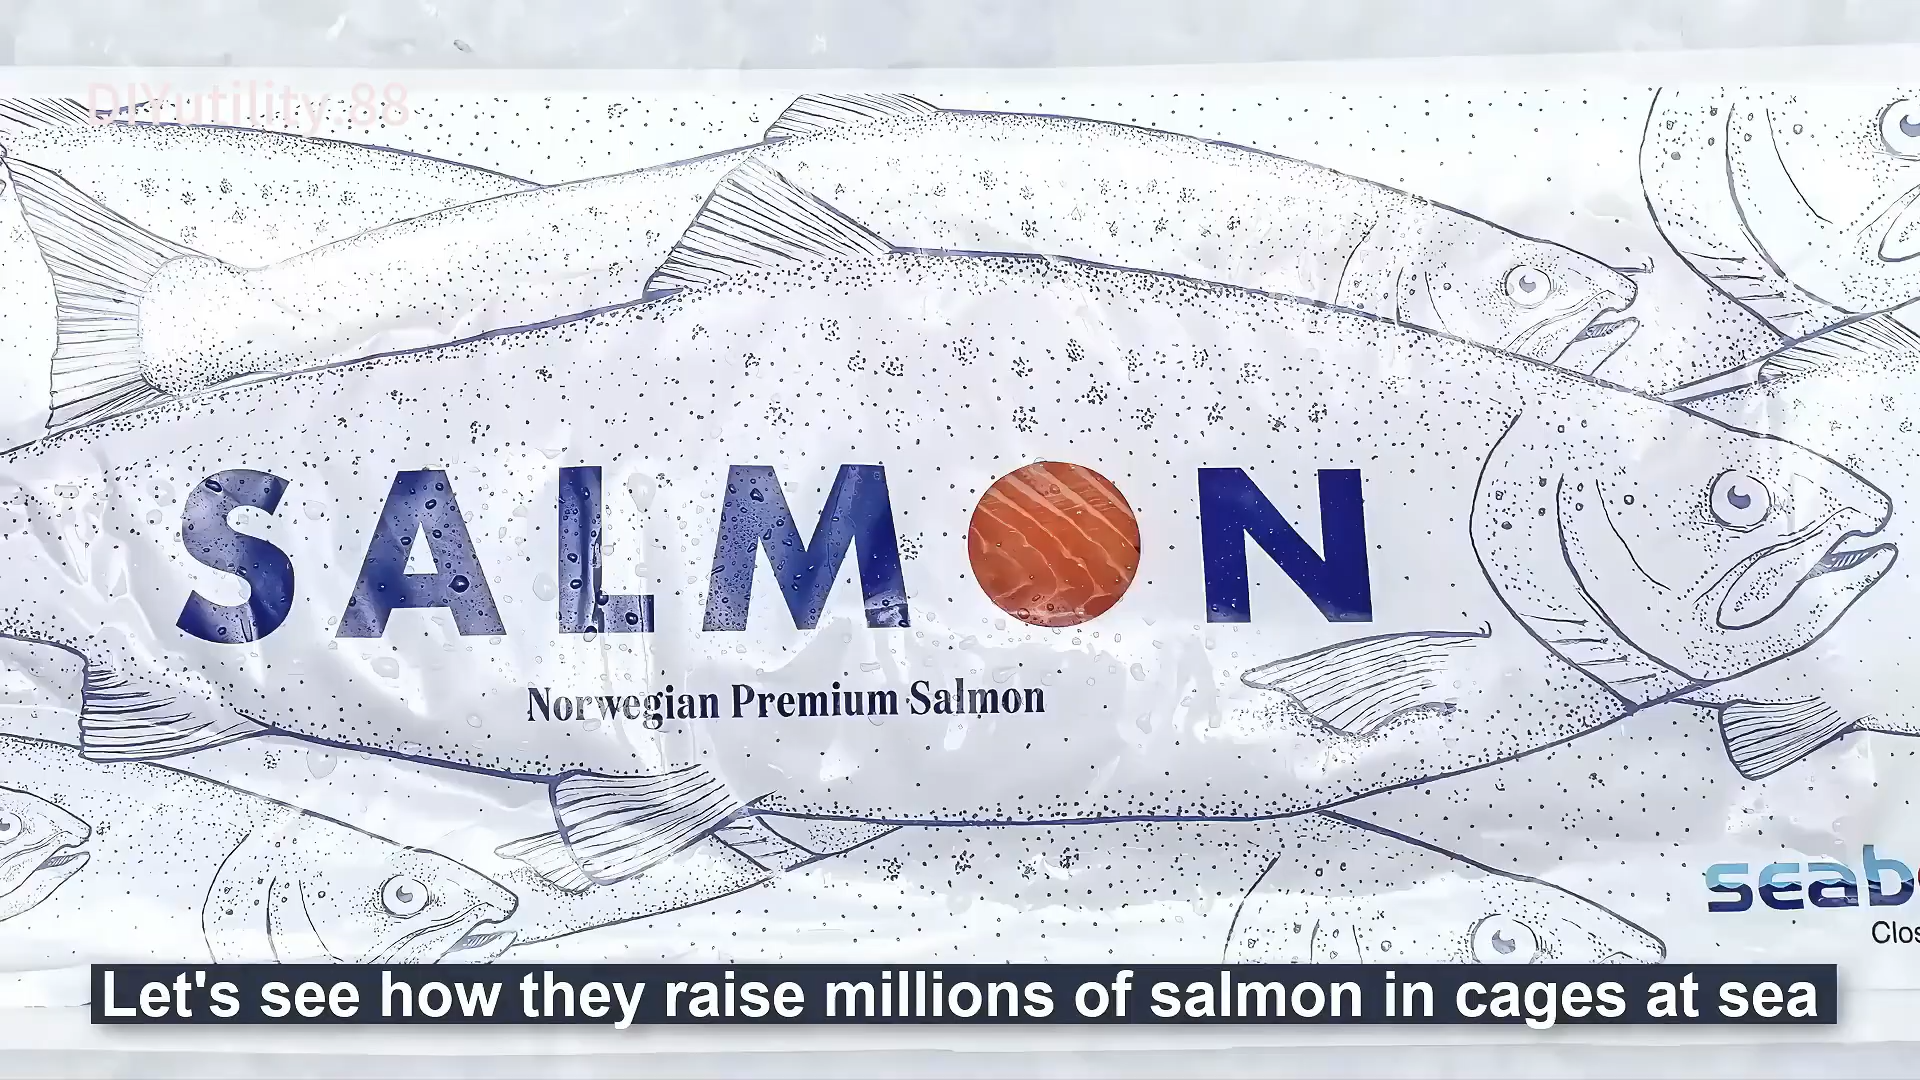 DIYutility.88
SALMON
Norwegian Premium Salmon
seab
Clos
Let's see how they raise millions of salmon in cages at sea